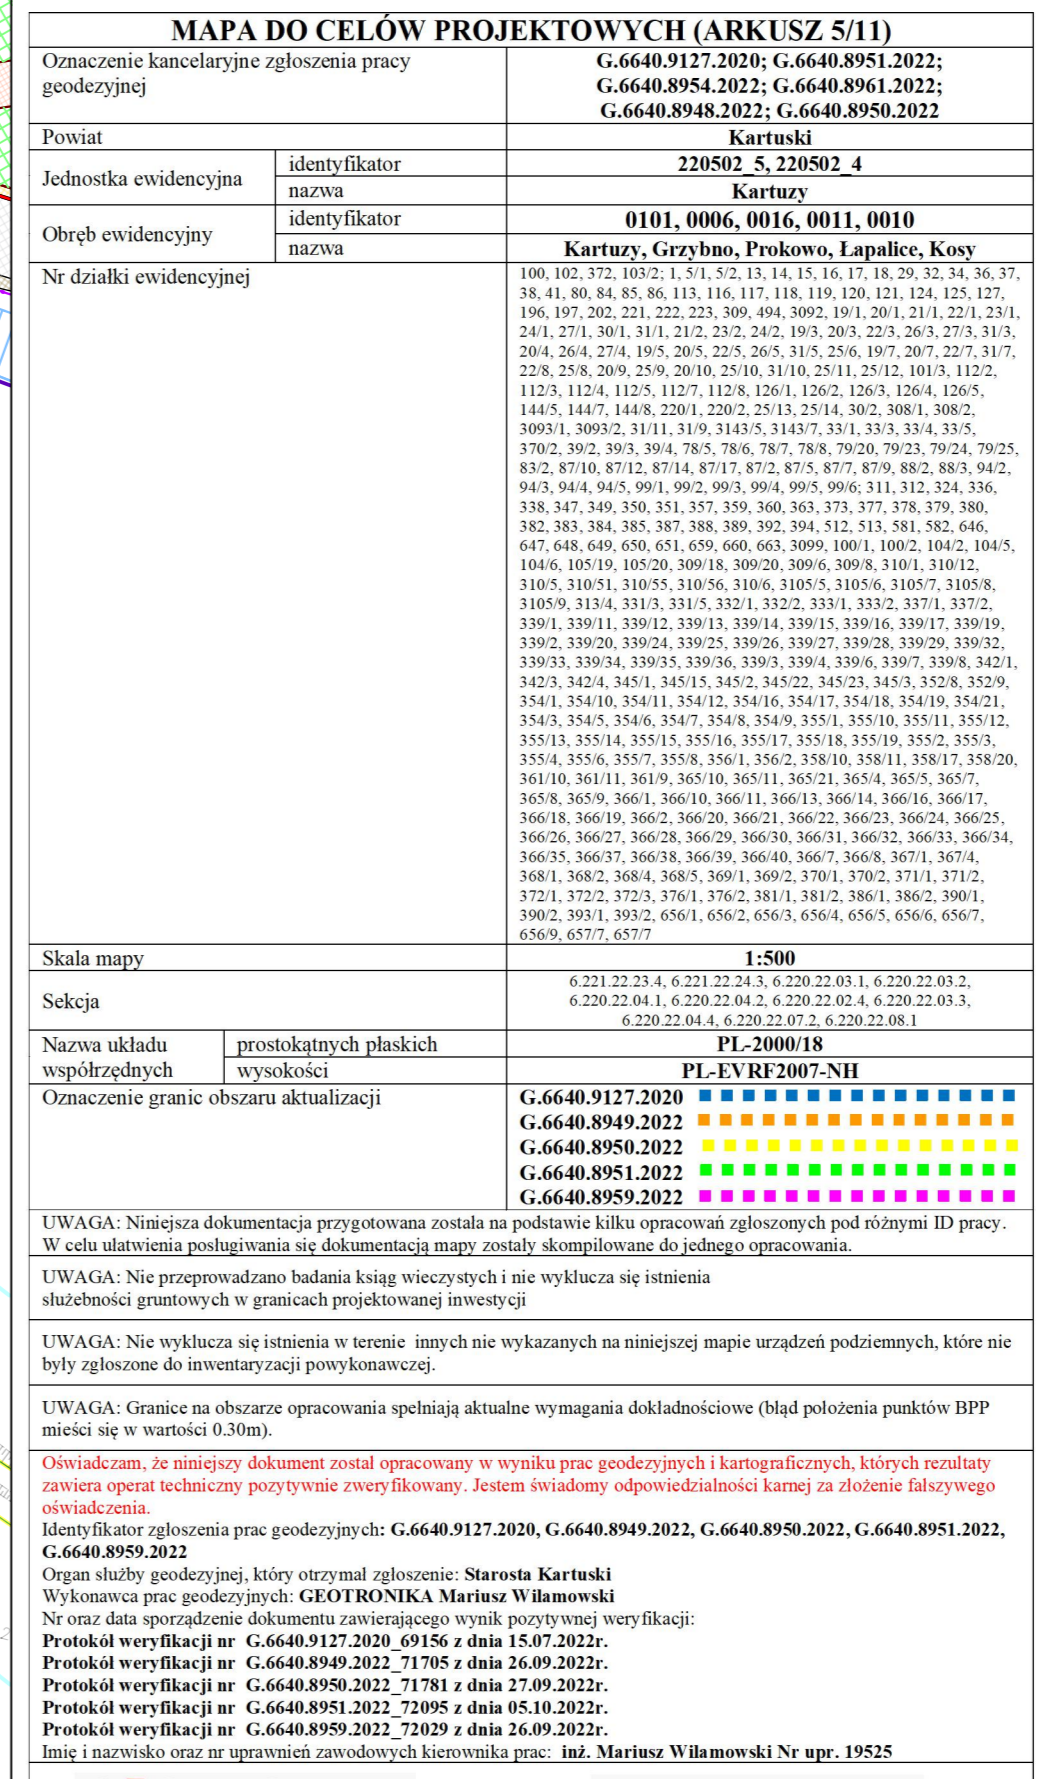 MAPA DO CELÓW PROJEKTOWYCH (ARKUSZ 5/11)
Oznaczenie kancelaryjne zgłoszenia pracy
geodezyjnej
G.6640.9127.2020; G.6640.8951.2022;
G.6640.8954.2022; G.6640.8961.2022;
G.6640.8948.2022; G.6640.8950.2022
Powiat
Kartuski
Jednostka ewidencyjna
identyfikator
220502_5, 220502_4
nazwa
Kartuzy
Obręb ewidencyjny
identyfikator
0101, 0006, 0016, 0011, 0010
nazwa
Kartuzy, Grzybno, Prokowo, Łapalice, Kosy
Nr działki ewidencyjnej
100, 102, 372, 103/2; 1, 5/1, 5/2, 13, 14, 15, 16, 17, 18, 29, 32, 34, 36, 37,
38, 41, 80, 84, 85, 86, 113, 116, 117, 118, 119, 120, 121, 124, 125, 127,
196, 197, 202, 221, 222, 223, 309, 494, 3092, 19/1, 20/1, 21/1, 22/1, 23/1,
24/1, 27/1, 30/1, 31/1, 21/2, 23/2, 24/2, 19/3, 20/3, 22/3, 26/3, 27/3, 31/3,
20/4, 26/4, 27/4, 19/5, 20/5, 22/5, 26/5, 31/5, 25/6, 19/7, 20/7, 22/7, 31/7,
22/8, 25/8, 20/9, 25/9, 20/10, 25/10, 31/10, 25/11, 25/12, 101/3, 112/2,
112/3, 112/4, 112/5, 112/7, 112/8, 126/1, 126/2, 126/3, 126/4, 126/5,
144/5, 144/7, 144/8, 220/1, 220/2, 25/13, 25/14, 30/2, 308/1, 308/2,
3093/1, 3093/2, 31/11, 31/9, 3143/5, 3143/7, 33/1, 33/3, 33/4, 33/5,
370/2, 39/2, 39/3, 39/4, 78/5, 78/6, 78/7, 78/8, 79/20, 79/23, 79/24, 79/25,
83/2, 87/10, 87/12, 87/14, 87/17, 87/2, 87/5, 87/7, 87/9, 88/2, 88/3, 94/2,
94/3, 94/4, 94/5, 99/1, 99/2, 99/3, 99/4, 99/5, 99/6; 311, 312, 324, 336,
338, 347, 349, 350, 351, 357, 359, 360, 363, 373, 377, 378, 379, 380,
382, 383, 384, 385, 387, 388, 389, 392, 394, 512, 513, 581, 582, 646,
647, 648, 649, 650, 651, 659, 660, 663, 3099, 100/1, 100/2, 104/2, 104/5,
104/6, 105/19, 105/20, 309/18, 309/20, 309/6, 309/8, 310/1, 310/12,
310/5, 310/51, 310/55, 310/56, 310/6, 3105/5, 3105/6, 3105/7, 3105/8,
3105/9, 313/4, 331/3, 331/5, 332/1, 332/2, 333/1, 333/2, 337/1, 337/2,
339/1, 339/11, 339/12, 339/13, 339/14, 339/15, 339/16, 339/17, 339/19,
339/2, 339/20, 339/24, 339/25, 339/26, 339/27, 339/28, 339/29, 339/32,
339/33, 339/34, 339/35, 339/36, 339/3, 339/4, 339/6, 339/7, 339/8, 342/1,
342/3, 342/4, 345/1, 345/15, 345/2, 345/22, 345/23, 345/3, 352/8, 352/9,
354/1, 354/10, 354/11, 354/12, 354/16, 354/17, 354/18, 354/19, 354/21,
354/3, 354/5, 354/6, 354/7, 354/8, 354/9, 355/1, 355/10, 355/11, 355/12,
355/13, 355/14, 355/15, 355/16, 355/17, 355/18, 355/19, 355/2, 355/3,
355/4, 355/6, 355/7, 355/8, 356/1, 356/2, 358/10, 358/11, 358/17, 358/20,
361/10, 361/11, 361/9, 365/10, 365/11, 365/21, 365/4, 365/5, 365/7,
365/8, 365/9, 366/1, 366/10, 366/11, 366/13, 366/14, 366/16, 366/17,
366/18, 366/19, 366/2, 366/20, 366/21, 366/22, 366/23, 366/24, 366/25,
366/26, 366/27, 366/28, 366/29, 366/30, 366/31, 366/32, 366/33, 366/34,
366/35, 366/37, 366/38, 366/39, 366/40, 366/7, 366/8, 367/1, 367/4,
368/1, 368/2, 368/4, 368/5, 369/1, 369/2, 370/1, 370/2, 371/1, 371/2,
372/1, 372/2, 372/3, 376/1, 376/2, 381/1, 381/2, 386/1, 386/2, 390/1,
390/2, 393/1, 393/2, 656/1, 656/2, 656/3, 656/4, 656/5, 656/6, 656/7,
656/9, 657/7, 657/7
Skala mapy
1:500
Sekcja
6.221.22.23.4, 6.221.22.24.3, 6.220.22.03.1, 6.220.22.03.2,
6.220.22.04.1, 6.220.22.04.2, 6.220.22.02.4, 6.220.22.03.3,
6.220.22.04.4, 6.220.22.07.2, 6.220.22.08.1
Nazwa układu
współrzędnych
prostokątnych płaskich
PL-2000/18
wysokości
PL-EVRF2007-NH
Oznaczenie granic obszaru aktualizacji
G.6640.9127.2020
G.6640.8949.2022
G.6640.8950.2022
G.6640.8951.2022
G.6640.8959.2022
UWAGA: Niniejsza dokumentacja przygotowana została na podstawie kilku opracowań zgłoszonych pod różnymi ID pracy.
W celu ułatwienia posługiwania się dokumentacją mapy zostały skompilowane do jednego opracowania.
UWAGA: Nie przeprowadzano badania ksiąg wieczystych i nie wyklucza się istnienia
służebności gruntowych w granicach projektowanej inwestycji
UWAGA: Nie wyklucza się istnienia w terenie innych nie wykazanych na niniejszej mapie urządzeń podziemnych, które nie
były zgłoszone do inwentaryzacji powykonawczej.
UWAGA: Granice na obszarze opracowania spełniają aktualne wymagania dokładnościowe (błąd położenia punktów BPP
mieści się w wartości 0.30m).
Oświadczam, że niniejszy dokument został opracowany w wyniku prac geodezyjnych i kartograficznych, których rezultaty
zawiera operat techniczny pozytywnie zweryfikowany. Jestem świadomy odpowiedzialności karnej za złożenie fałszywego
oświadczenia.
Identyfikator zgłoszenia prac geodezyjnych: G.6640.9127.2020, G.6640.8949.2022, G.6640.8950.2022, G.6640.8951.2022,
G.6640.8959.2022
Organ służby geodezyjnej, który otrzymał zgłoszenie: Starosta Kartuski
Wykonawca prac geodezyjnych: GEOTRONIKA Mariusz Wilamowski
Nr oraz data sporządzenie dokumentu zawierającego wynik pozytywnej weryfikacji:
Protokół weryfikacji nr G.6640.9127.2020_69156 z dnia 15.07.2022r.
Protokół weryfikacji nr G.6640.8949.2022_71705 z dnia 26.09.2022r.
Protokół weryfikacji nr G.6640.8950.2022_71781 z dnia 27.09.2022r.
Protokół weryfikacji nr G.6640.8951.2022_72095 z dnia 05.10.2022r.
Protokół weryfikacji nr G.6640.8959.2022_72029 z dnia 26.09.2022r.
Imię i nazwisko oraz nr uprawnień zawodowych kierownika prac: inż. Mariusz Wilamowski Nr upr. 19525